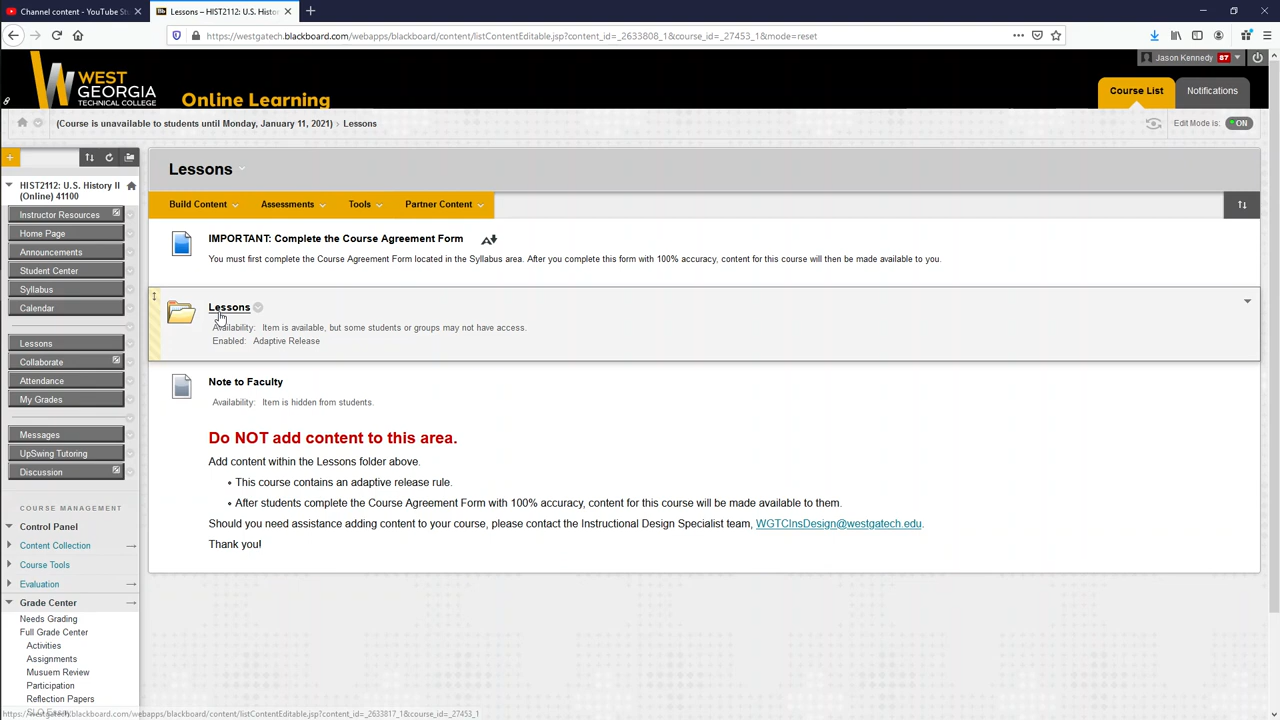 Channel content - YouTube St
Bb Lessons – HIST2112: U.S. Histo
https://westgatech.blackboard.com/webapps/blackboard/content/listContentEditable.jsp?content_id=_2633808_1&course_id=_27453_1&mode=reset
WEST GEORGIA
TECHNICAL COLLEGE
Online Learning
Jason Kennedy 87
Course List
Notifications
(Course is unavailable to students until Monday, January 11, 2021) > Lessons
Edit Mode is: ON
HIST2112: U.S. History II (Online) 41100
Instructor Resources
Home Page
Announcements
Student Center
Syllabus
Calendar
Lessons
Collaborate
Attendance
My Grades
Messages
UpSwing Tutoring
Discussion
COURSE MANAGEMENT
Control Panel
Content Collection
Course Tools
Evaluation
Grade Center
Needs Grading
Full Grade Center
Activities
Assignments
Musuem Review
Participation
Reflection Papers
Lessons
Build Content
Assessments
Tools
Partner Content
IMPORTANT: Complete the Course Agreement Form
You must first complete the Course Agreement Form located in the Syllabus area. After you complete this form with 100% accuracy, content for this course will then be made available to you.
Lessons
Availability: Item is available, but some students or groups may not have access.
Enabled: Adaptive Release
Note to Faculty
Availability: Item is hidden from students.
Do NOT add content to this area.
Add content within the Lessons folder above.
• This course contains an adaptive release rule.
• After students complete the Course Agreement Form with 100% accuracy, content for this course will be made available to them.
Should you need assistance adding content to your course, please contact the Instructional Design Specialist team, WGTCInsDesign@westgatech.edu.
Thank you!
https://westgatech.blackboard.com/webapps/blackboard/content/listContentEditable.jsp?content_id=_2633817_1&course_id=_27453_1